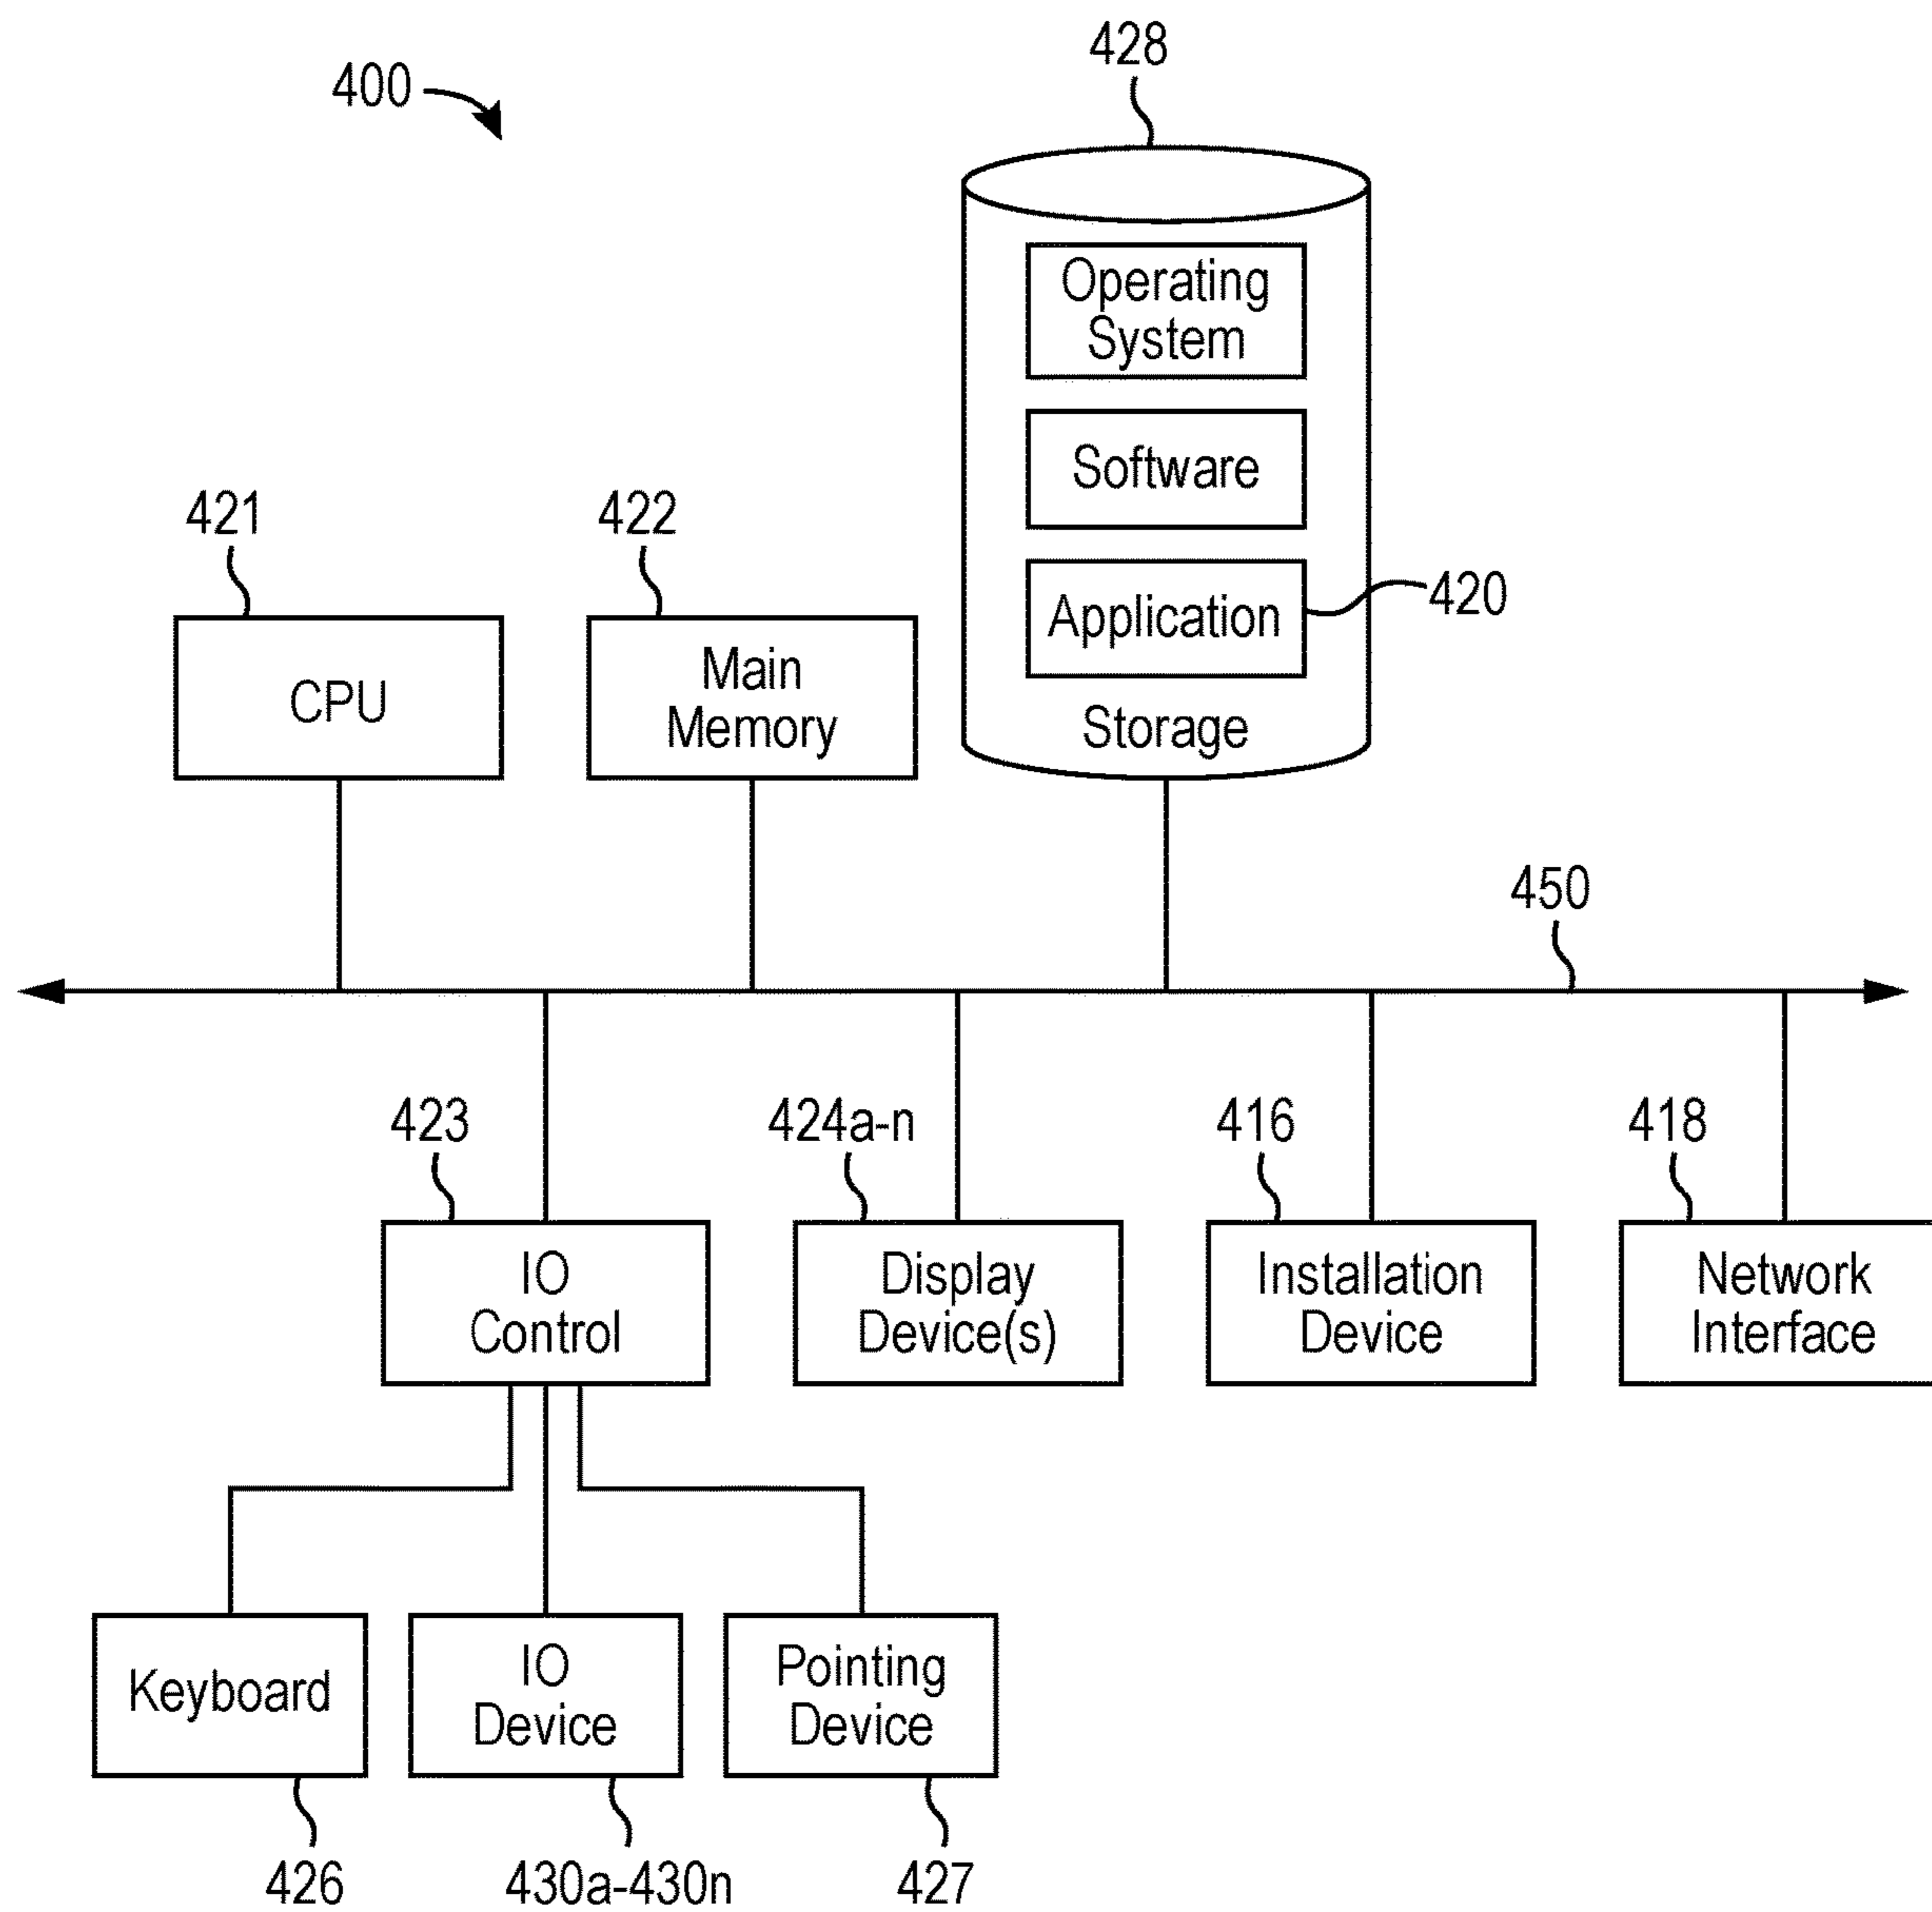 400
428
Operating
System
Software
Application
420
Storage
421
422
CPU
Main
Memory
450
423
424a-n
416
418
IO
Control
Display
Device(s)
Installation
Device
Network
Interface
Keyboard
IO
Device
Pointing
Device
426
430a-430n
427